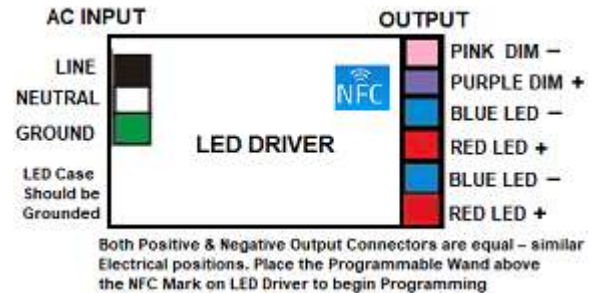 AC INPUT
OUTPUT
LINE
NEUTRAL
GROUND
LED Case
Should be
Grounded
NFC
LED DRIVER
PINK DIM –
PURPLE DIM +
BLUE LED –
RED LED +
BLUE LED –
RED LED +
Both Positive & Negative Output Connectors are equal – similar
Electrical positions. Place the Programmable Wand above
the NFC Mark on LED Driver to begin Programming